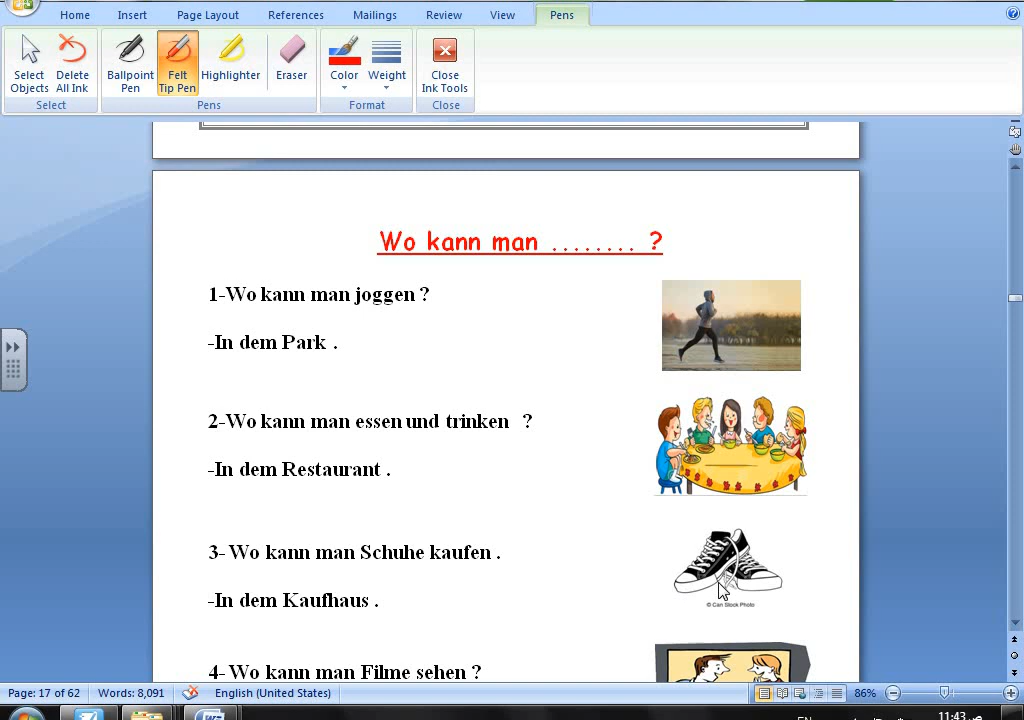 Home Insert Page Layout References Mailings Review View Pens
Select Objects
Delete All Ink
Ballpoint Pen
Felt Tip Pen
Highlighter
Eraser
Color
Weight
Close Ink Tools
Select Pens Format Close
Wo kann man ........ ?
1-Wo kann man joggen ?
-In dem Park .
2-Wo kann man essen und trinken ?
-In dem Restaurant .
3- Wo kann man Schuhe kaufen .
© Can Stock Photo
-In dem Kaufhaus .
4- Wo kann man Filme sehen ?
Page: 17 of 62 Words: 8,091 English (United States) 86%
EN 11:43 ص